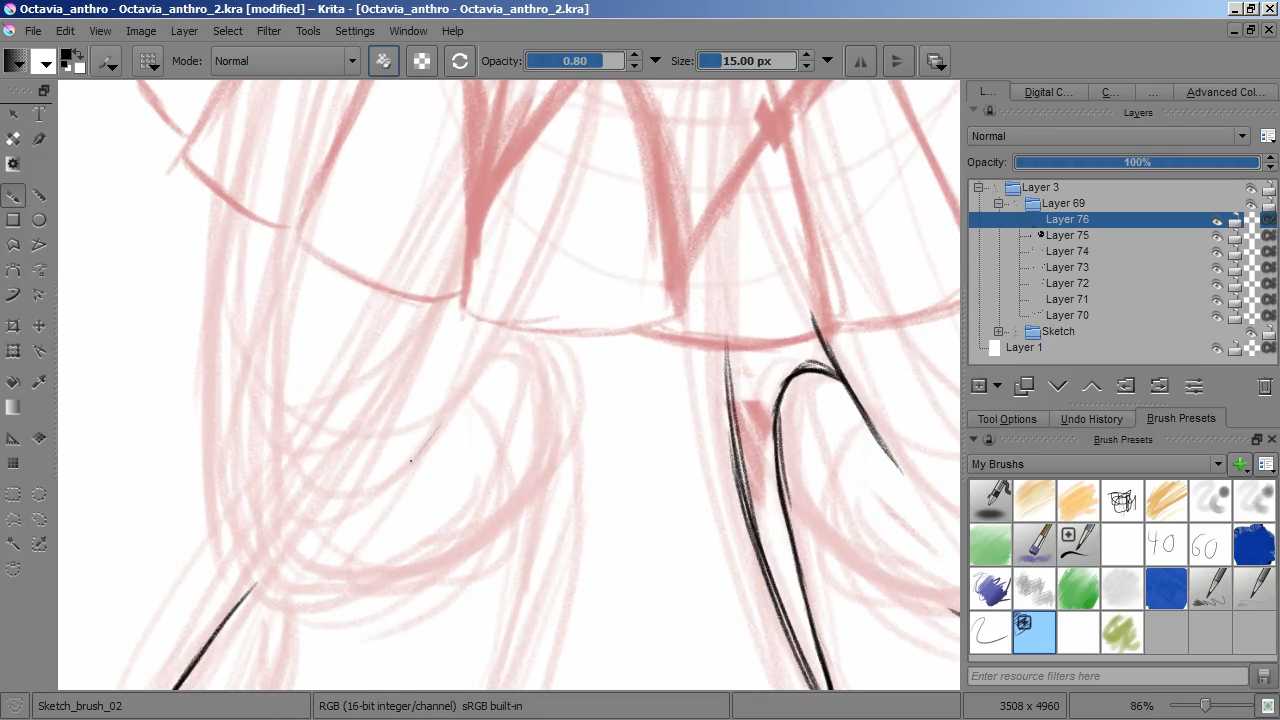 Octavia_anthro - Octavia_anthro_2.kra [modified] – Krita - [Octavia_anthro - Octavia_anthro_2.kra]
File Edit View Image Layer Select Filter Tools Settings Window Help
Mode: Normal Opacity: 0.80 Size: 15.00 px
L... Digital C... C... ... Advanced Col...
Layers
Normal
Opacity: 100%
Layer 3
Layer 69
Layer 76
Layer 75
Layer 74
Layer 73
Layer 72
Layer 71
Layer 70
Sketch
Layer 1
Tool Options Undo History Brush Presets
Brush Presets
My Brushes
40 60
Enter resource filters here
Sketch_brush_02 RGB (16-bit integer/channel) sRGB built-in 3508 x 4960 86%